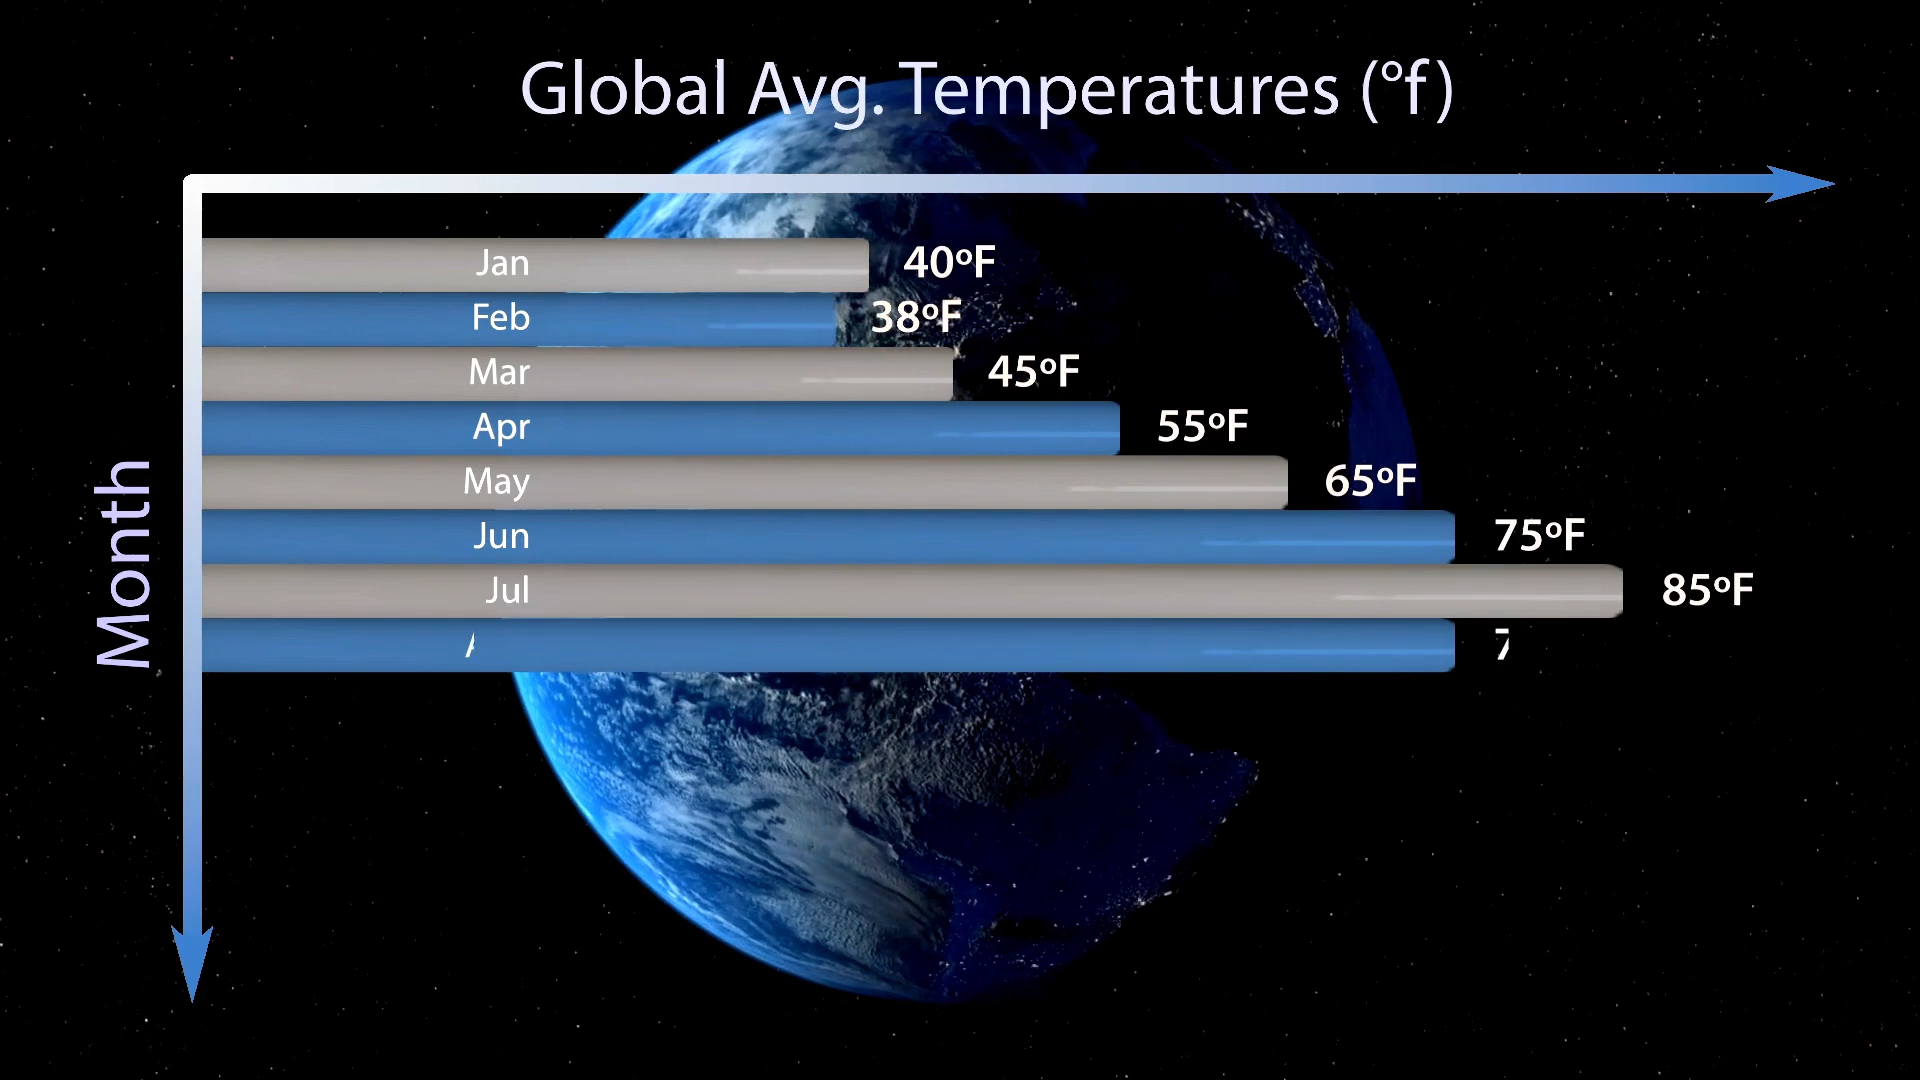 Global Avg. Temperatures (°f)
Month
Jan 40ºF
Feb 38ºF
Mar 45ºF
Apr 55ºF
May 65ºF
Jun 75ºF
Jul 85ºF